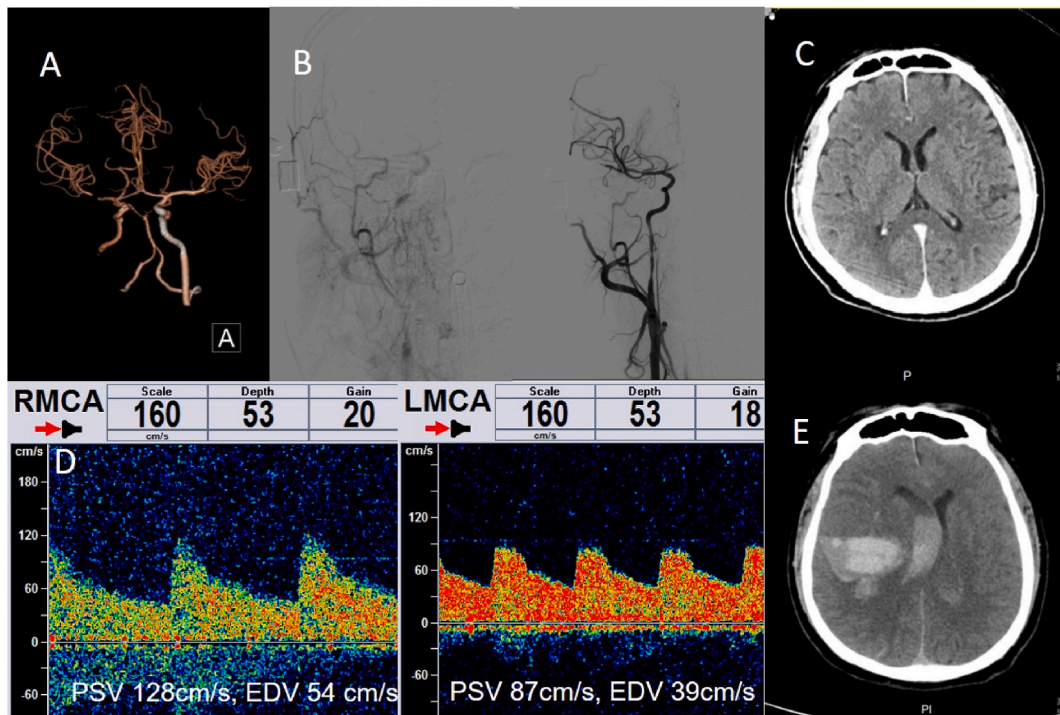 A
B
C
A
P
RMCA
Scale
Depth
Gain
160
53
20
cm/s
LMCA
Scale
Depth
Gain
160
53
18
cm/s
cm/s
180
120
60
0
-60
D
PSV 128cm/s, EDV 54 cm/s
cm/s
180
120
60
0
-60
PSV 87cm/s, EDV 39cm/s
E
PI